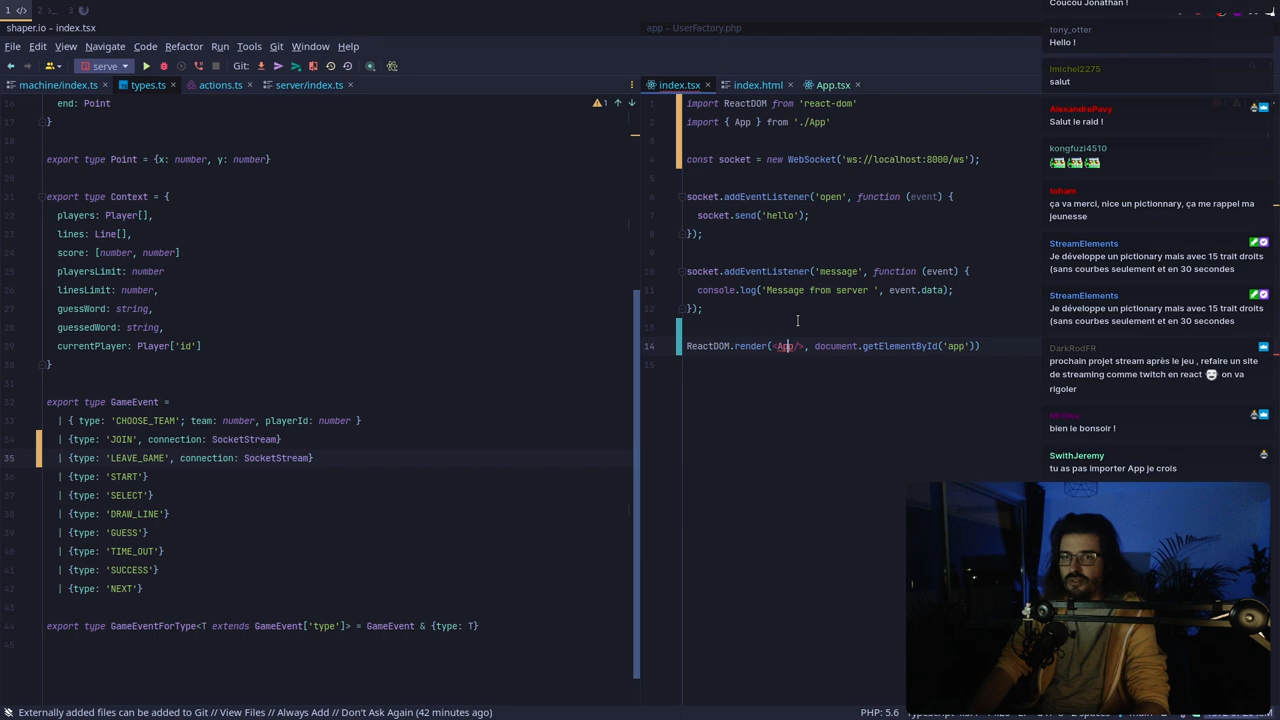 1 </> 2 >_ 3
shaper.io – index.tsx
app – UserFactory.php
File Edit View Navigate Code Refactor Run Tools Git Window Help
serve Git:
machine/index.ts types.ts actions.ts server/index.ts
index.tsx index.html App.tsx
16 end: Point
17 }
18
19 export type Point = {x: number, y: number}
20
21 export type Context = {
22 players: Player[],
23 lines: Line[],
24 score: [number, number]
25 playersLimit: number
26 linesLimit: number,
27 guessWord: string,
28 guessedWord: string,
29 currentPlayer: Player['id']
30 }
31
32 export type GameEvent =
33 | { type: 'CHOOSE_TEAM'; team: number, playerId: number }
34 | {type: 'JOIN', connection: SocketStream}
35 | {type: 'LEAVE_GAME', connection: SocketStream}
36 | {type: 'START'}
37 | {type: 'SELECT'}
38 | {type: 'DRAW_LINE'}
39 | {type: 'GUESS'}
40 | {type: 'TIME_OUT'}
41 | {type: 'SUCCESS'}
42 | {type: 'NEXT'}
43
44 export type GameEventForType<T extends GameEvent['type']> = GameEvent & {type: T}
45
1
1 import ReactDOM from 'react-dom'
2 import { App } from './App'
3
4 const socket = new WebSocket('ws://localhost:8000/ws');
5
6 socket.addEventListener('open', function (event) {
7 socket.send('hello');
8 });
9
10 socket.addEventListener('message', function (event) {
11 console.log('Message from server ', event.data);
12 });
13
14 ReactDOM.render(<App/>, document.getElementById('app'))
15
Coucou Jonathan !
tony_otter
Hello !
lmichel2275
salut
AlexandrePavy
Salut le raid !
kongfuzi4510
toham
ça va merci, nice un pictionnary, ça me rappel ma
jeunesse
StreamElements
Je développe un pictionary mais avec 15 trait droits
(sans courbes seulement et en 30 secondes
StreamElements
Je développe un pictionary mais avec 15 trait droits
(sans courbes seulement et en 30 secondes
DarkRodFR
prochain projet stream après le jeu , refaire un site
de streaming comme twitch en react on va
rigoler
bien le bonsoir !
SwithJeremy
tu as pas importer App je crois
Externally added files can be added to Git // View Files // Always Add // Don't Ask Again (42 minutes ago)
PHP: 5.6